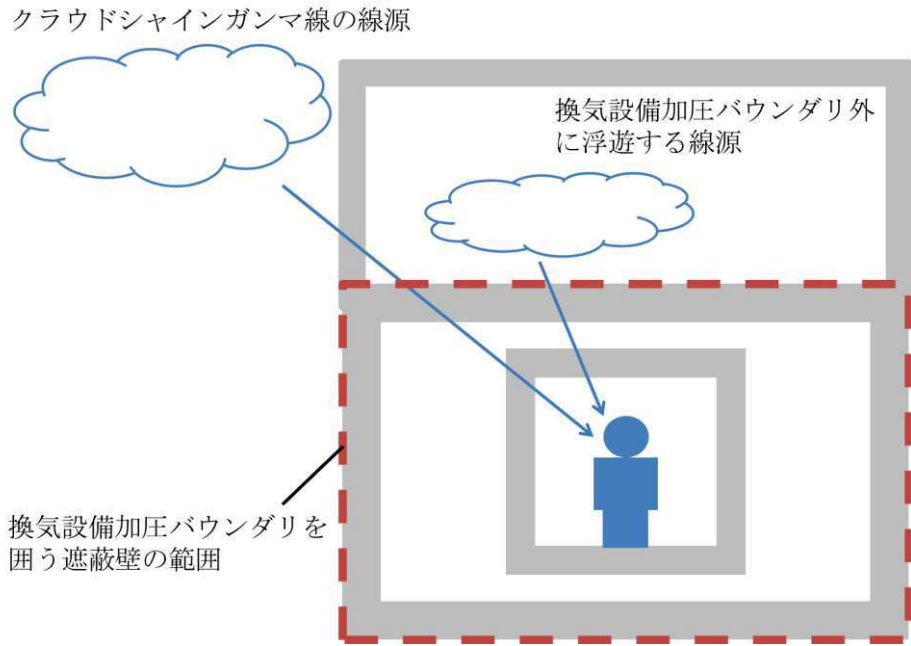 クラウドシャインガンマ線の線源
換気設備加圧バウンダリ外
に浮遊する線源
換気設備加圧バウンダリを
囲う遮蔽壁の範囲